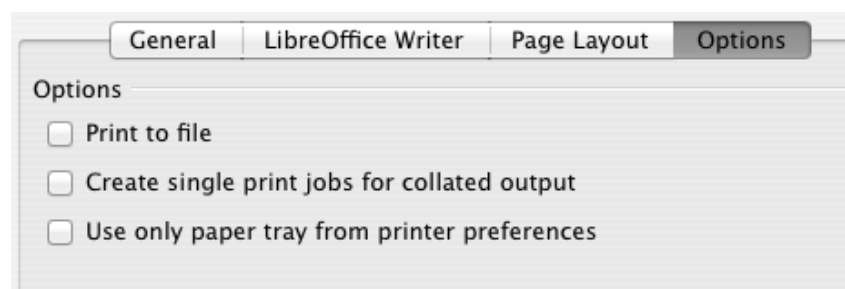 General LibreOffice Writer Page Layout Options
Options
Print to file
Create single print jobs for collated output
Use only paper tray from printer preferences